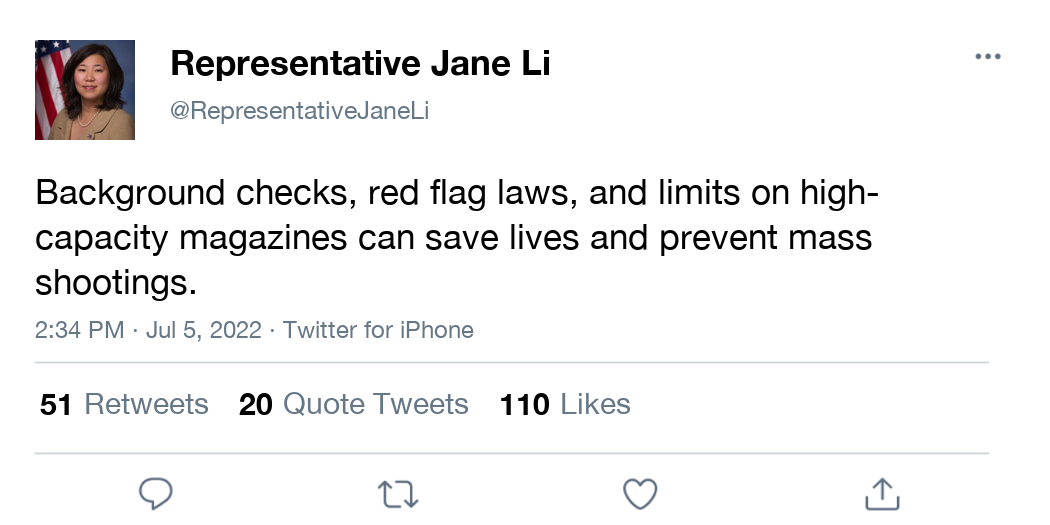 Representative Jane Li
@RepresentativeJaneLi
Background checks, red flag laws, and limits on high-
capacity magazines can save lives and prevent mass
shootings.
2:34 PM · Jul 5, 2022 · Twitter for iPhone
51 Retweets 20 Quote Tweets 110 Likes